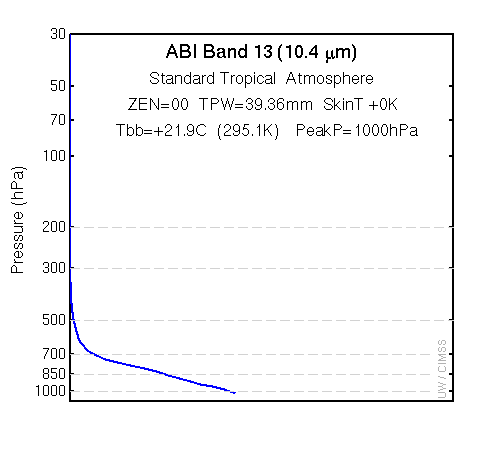 ABI Band 13 (10.4 µm)
Standard Tropical Atmosphere
ZEN=00 TPW=39.36mm SkinT +0K
Tbb=+21.9C (295.1K) PeakP=1000hPa
Pressure (hPa)
30
50
70
100
200
300
500
700
850
1000
UW / CIMSS